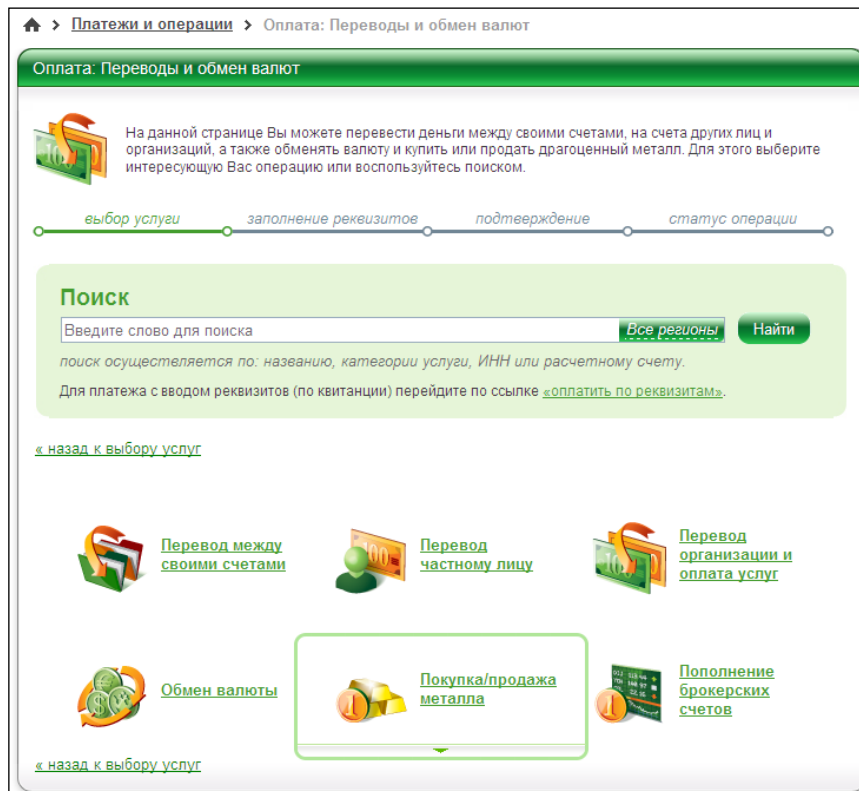 Платежи и операции > Оплата: Переводы и обмен валют
Оплата: Переводы и обмен валют
На данной странице Вы можете перевести деньги между своими счетами, на счета других лиц и
организаций, а также обменять валюту и купить или продать драгоценный металл. Для этого выберите
интересующую Вас операцию или воспользуйтесь поиском.
выбор услуги заполнение реквизитов подтверждение статус операции
Поиск
Введите слово для поиска Все регионы Найти
поиск осуществляется по: названию, категории услуги, ИНН или расчетному счету.
Для платежа с вводом реквизитов (по квитанции) перейдите по ссылке «оплатить по реквизитам».
« назад к выбору услуг
Перевод между
своими счетами
Перевод
частному лицу
Перевод
организации и
оплата услуг
Обмен валюты
Покупка/продажа
металла
Пополнение
брокерских
счетов
« назад к выбору услуг